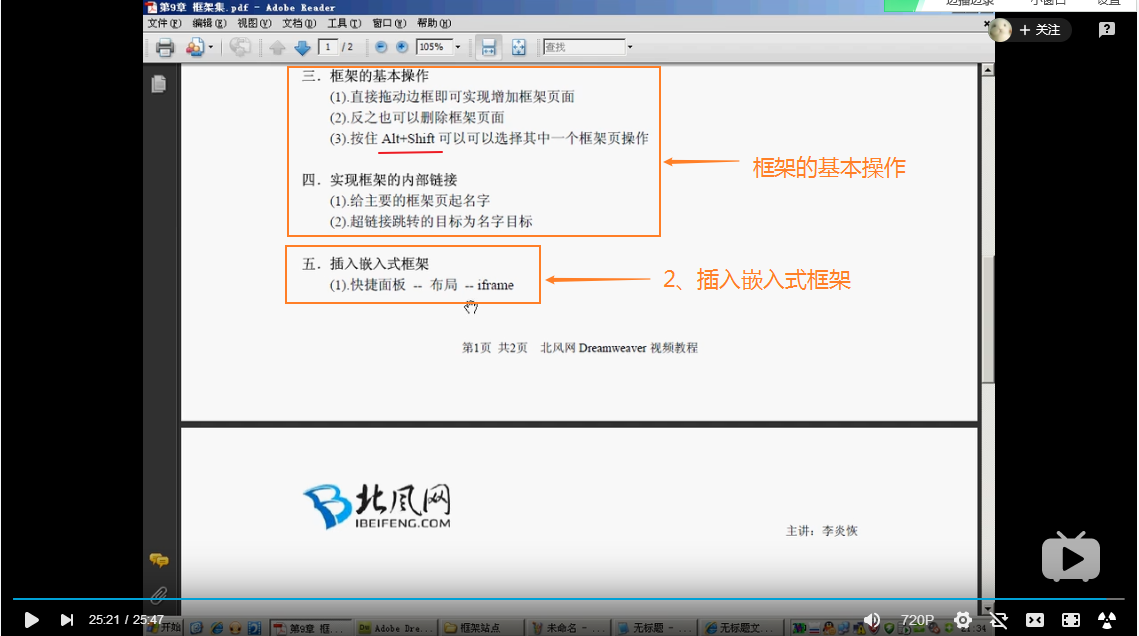 第9章 框架集.pdf - Adobe Reader
文件(F) 编辑(E) 视图(V) 文档(D) 工具(T) 窗口(W) 帮助(H)
1 / 2 105% 查找
+ 关注
三．框架的基本操作
(1).直接拖动边框即可实现增加框架页面
(2).反之也可以删除框架页面
(3).按住 Alt+Shift 可以可以选择其中一个框架页操作
框架的基本操作
四．实现框架的内部链接
(1).给主要的框架页起名字
(2).超链接跳转的目标为名字目标
五．插入嵌入式框架
(1).快捷面板 -- 布局 -- iframe
2、插入嵌入式框架
第1页 共2页 北风网 Dreamweaver 视频教程
北风网
IBEIFENG.COM
主讲：李炎恢
25:21 / 25:47
720P
开始 第9章 框... Adobe Dre... 框架站点 未命名 - ... 无标题 - ... 无标题文...